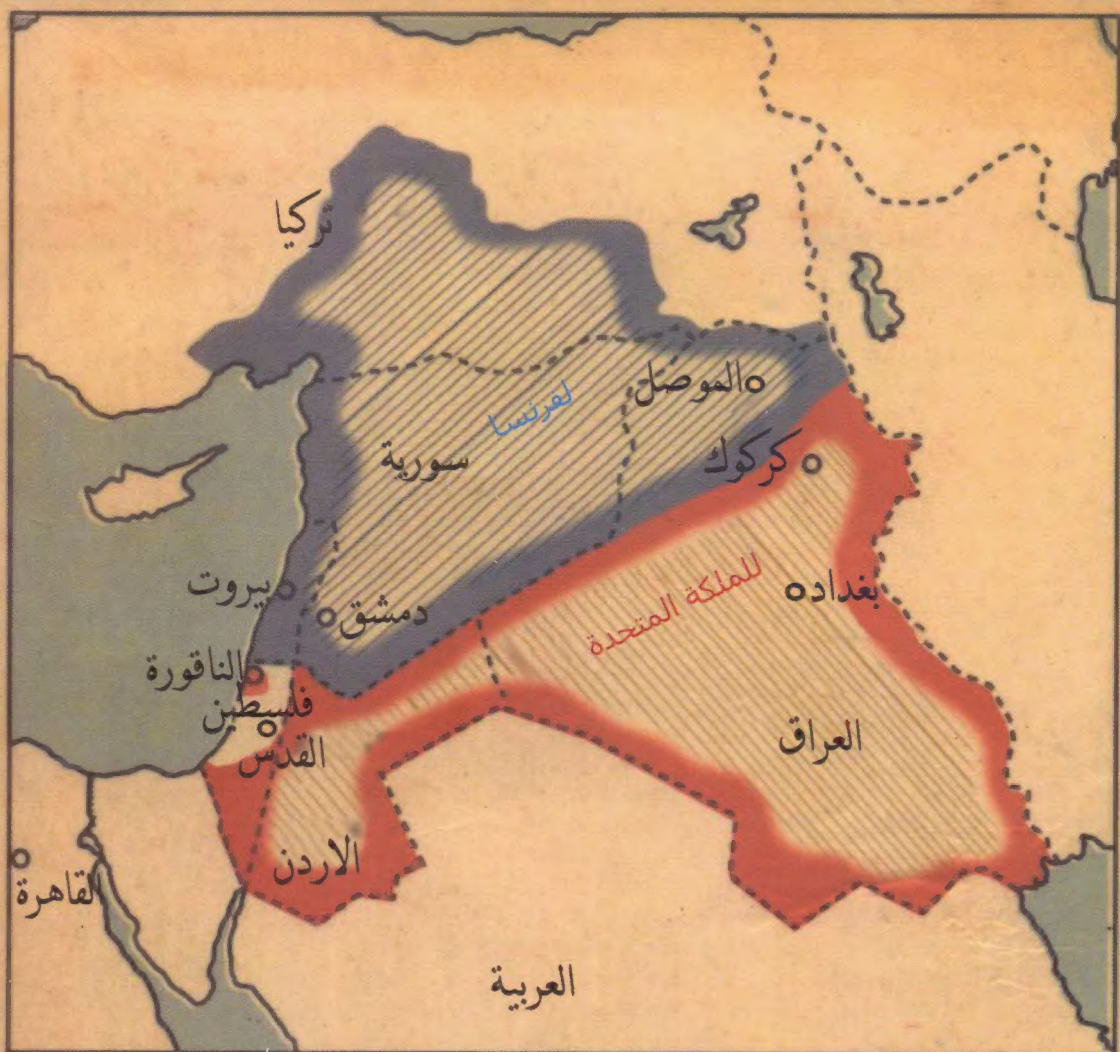 تركيا
الموصل
لفرنسا
كركوك
سورية
للملكة المتحدة
بيروت
بغداد
دمشق
الناقورة
فلسطين
القدس
العراق
الاردن
القاهرة
العربية